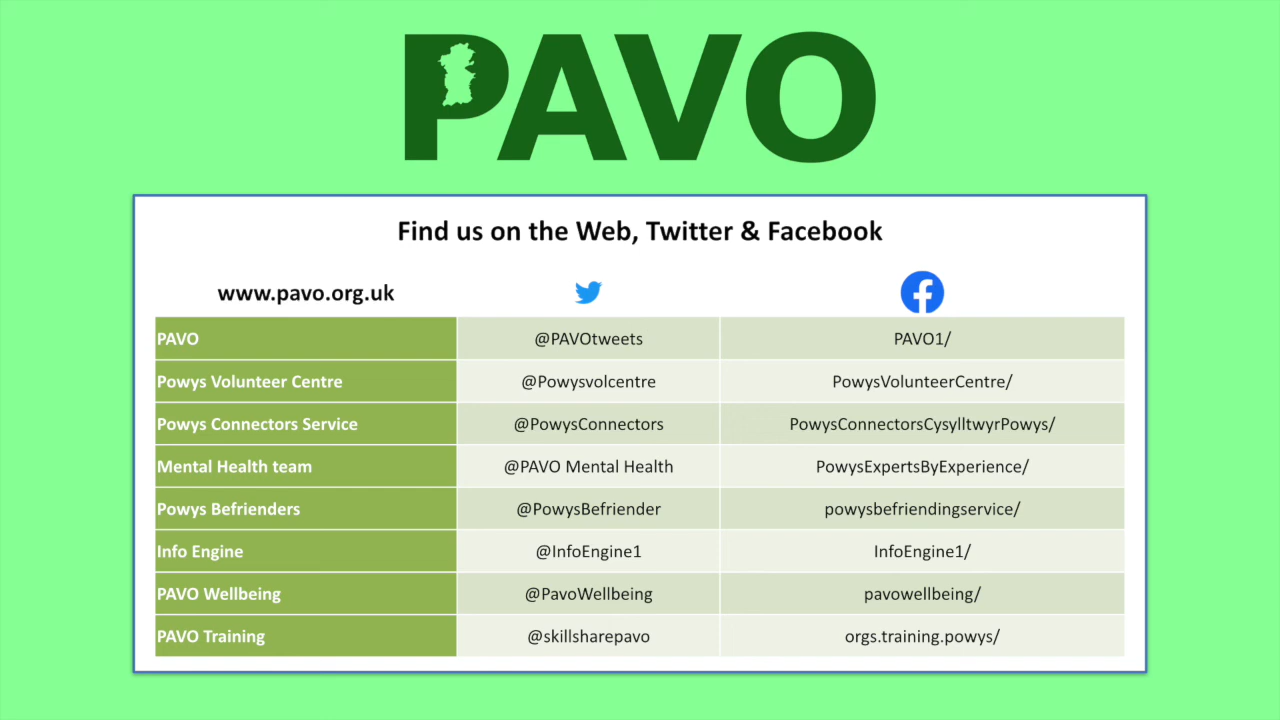 PAVO
Find us on the Web, Twitter & Facebook
www.pavo.org.uk
PAVO @PAVOtweets PAVO1/
Powys Volunteer Centre @Powysvolcentre PowysVolunteerCentre/
Powys Connectors Service @PowysConnectors PowysConnectorsCysylltwyrPowys/
Mental Health team @PAVO Mental Health PowysExpertsByExperience/
Powys Befrienders @PowysBefriender powysbefriendingservice/
Info Engine @InfoEngine1 InfoEngine1/
PAVO Wellbeing @PavoWellbeing pavowellbeing/
PAVO Training @skillsharepavo orgs.training.powys/